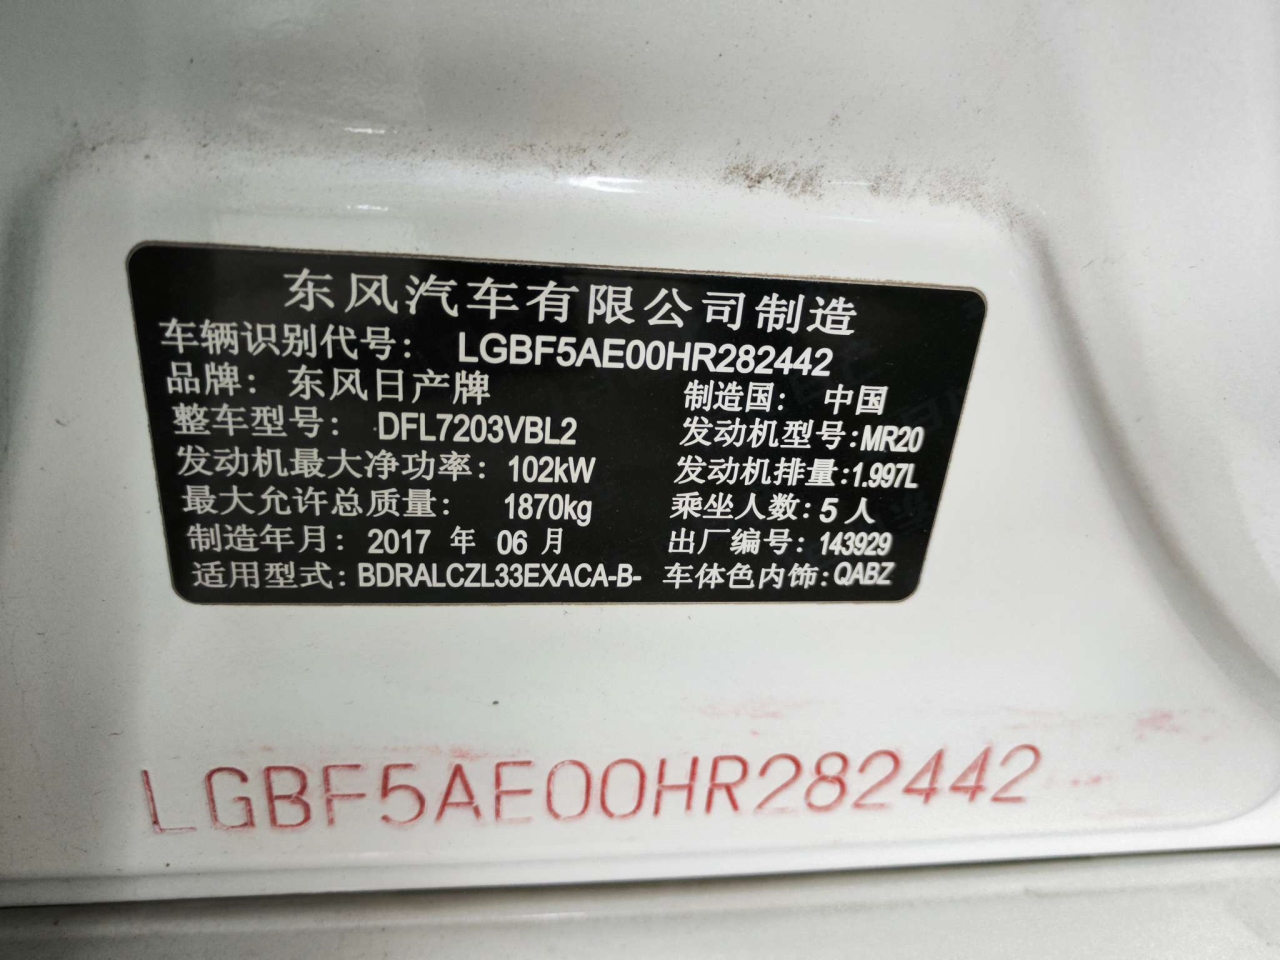 东风汽车有限公司制造
车辆识别代号: LGBF5AE00HR282442
品牌: 东风日产牌 制造国: 中国
整车型号: DFL7203VBL2 发动机型号: MR20
发动机最大净功率: 102kW 发动机排量: 1.997L
最大允许总质量: 1870kg 乘坐人数: 5人
制造年月: 2017 年 06 月 出厂编号: 143929
适用型式: BDRALCZL33EXACA-B- 车体色内饰: QABZ
LGBF5AE00HR282442